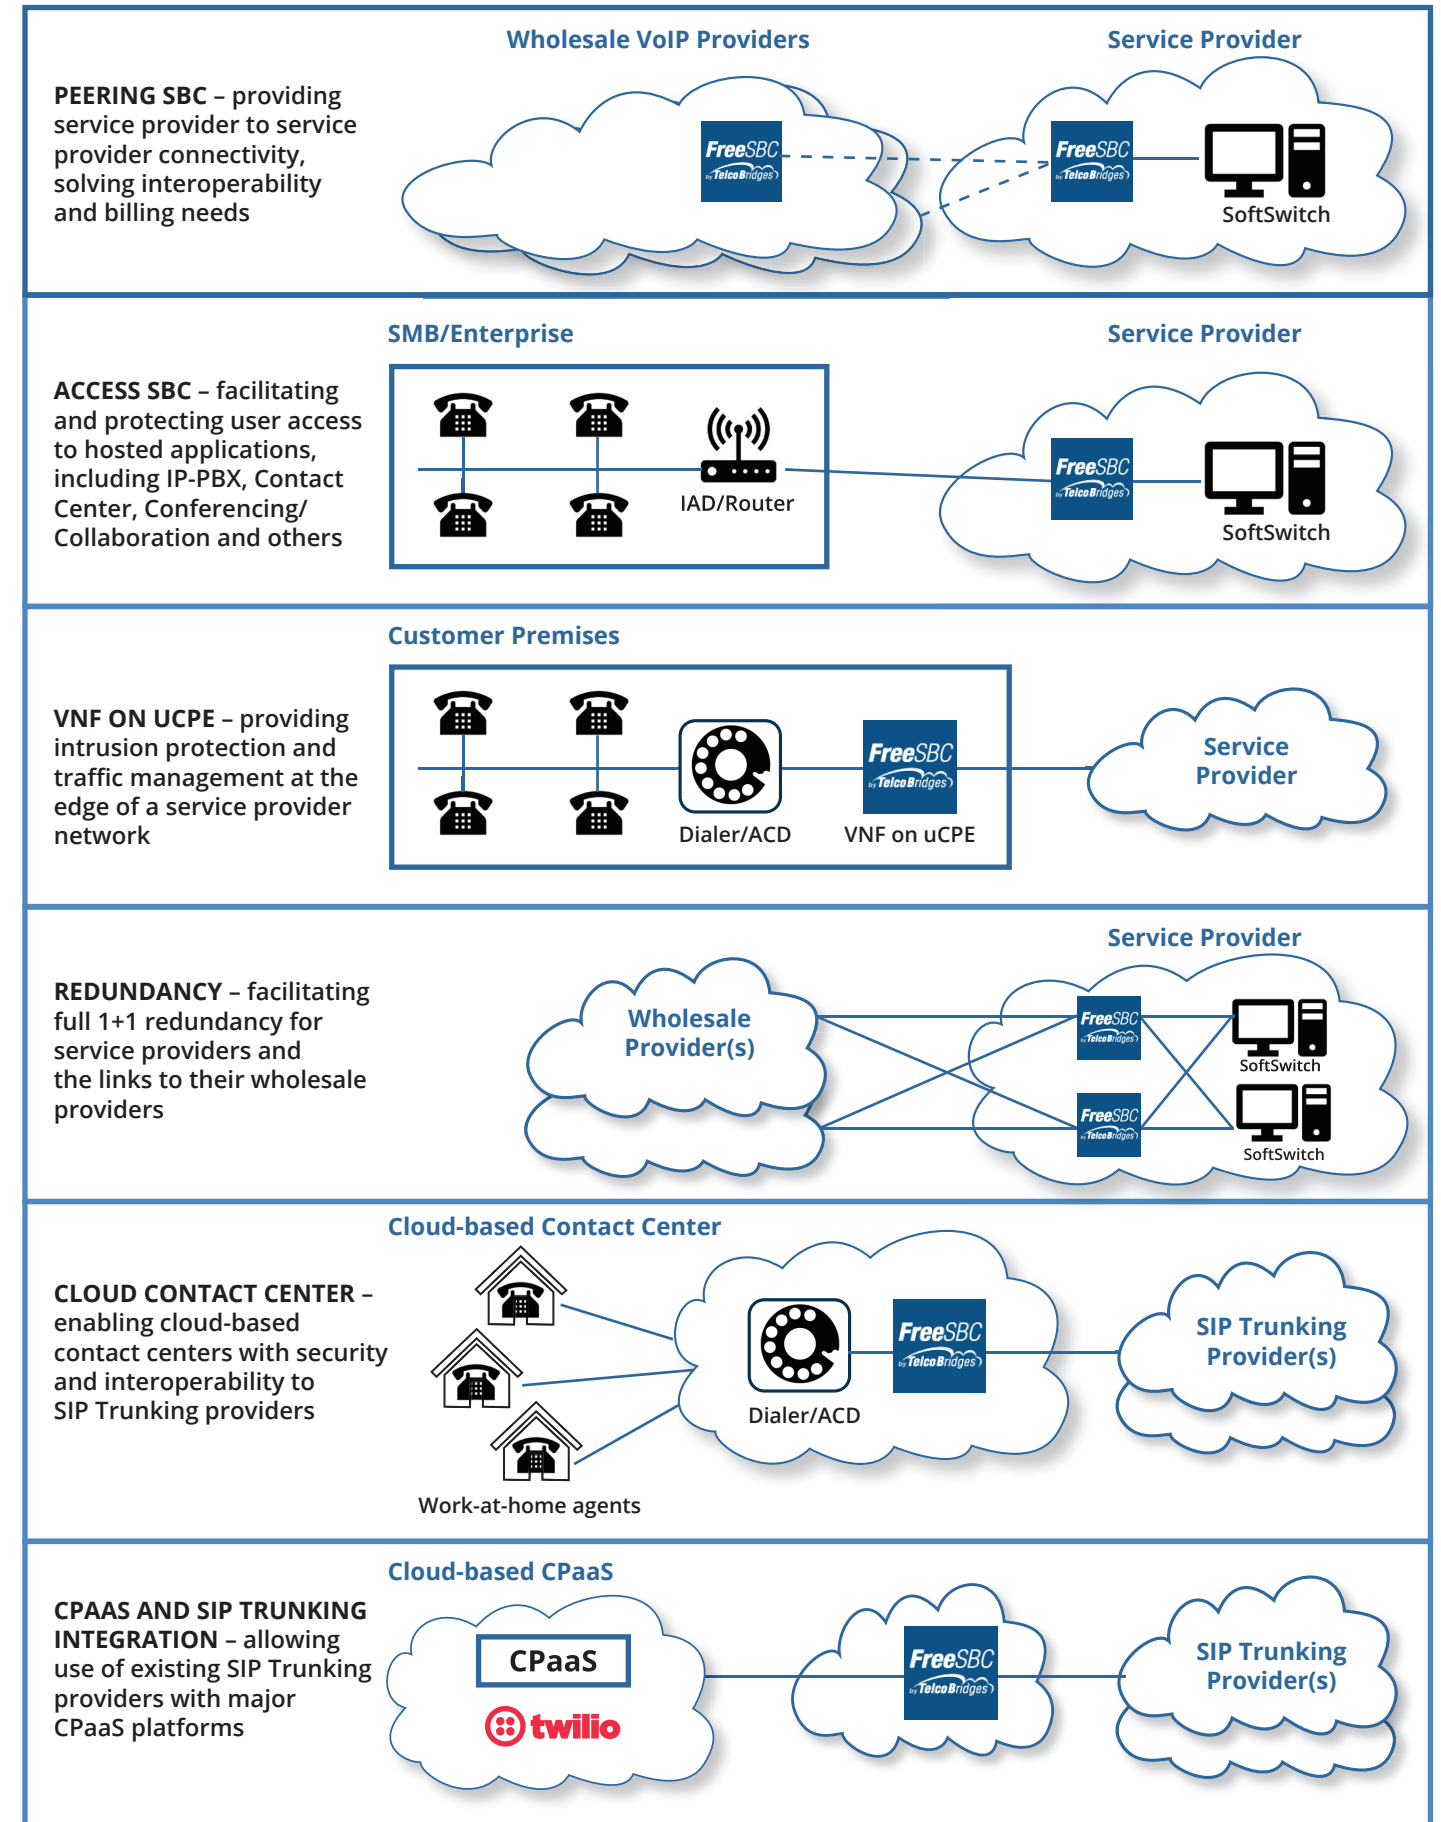 Wholesale VoIP Providers
Service Provider
PEERING SBC – providing
service provider to service
provider connectivity,
solving interoperability
and billing needs
FreeSBC
by TelcoBridges
FreeSBC
by TelcoBridges
SoftSwitch
SMB/Enterprise
Service Provider
ACCESS SBC – facilitating
and protecting user access
to hosted applications,
including IP-PBX, Contact
Center, Conferencing/
Collaboration and others
IAD/Router
FreeSBC
by TelcoBridges
SoftSwitch
Customer Premises
VNF ON UCPE – providing
intrusion protection and
traffic management at the
edge of a service provider
network
Dialer/ACD
FreeSBC
by TelcoBridges
VNF on uCPE
Service
Provider
Service Provider
REDUNDANCY – facilitating
full 1+1 redundancy for
service providers and
the links to their wholesale
providers
Wholesale
Provider(s)
FreeSBC
by TelcoBridges
SoftSwitch
FreeSBC
by TelcoBridges
SoftSwitch
Cloud-based Contact Center
CLOUD CONTACT CENTER –
enabling cloud-based
contact centers with security
and interoperability to
SIP Trunking providers
Work-at-home agents
Dialer/ACD
FreeSBC
by TelcoBridges
SIP Trunking
Provider(s)
Cloud-based CPaaS
CPAAS AND SIP TRUNKING
INTEGRATION – allowing
use of existing SIP Trunking
providers with major
CPaaS platforms
CPaaS
twilio
FreeSBC
by TelcoBridges
SIP Trunking
Provider(s)